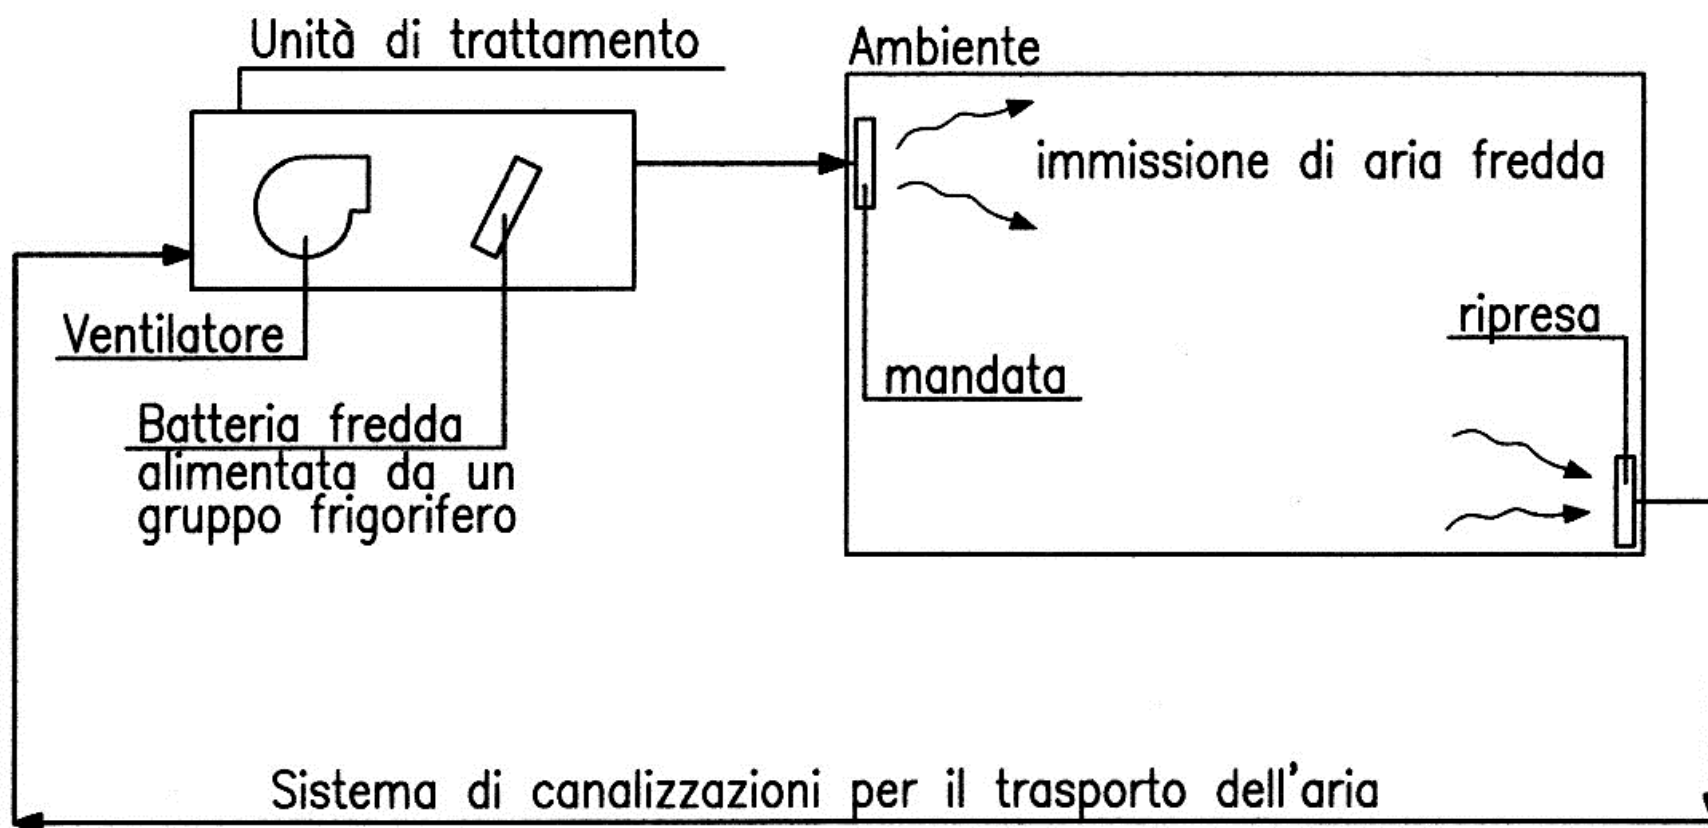 Unità di trattamento
Ambiente
immissione di aria fredda
Ventilatore
ripresa
mandata
Batteria fredda
alimentata da un
gruppo frigorifero
Sistema di canalizzazioni per il trasporto dell'aria